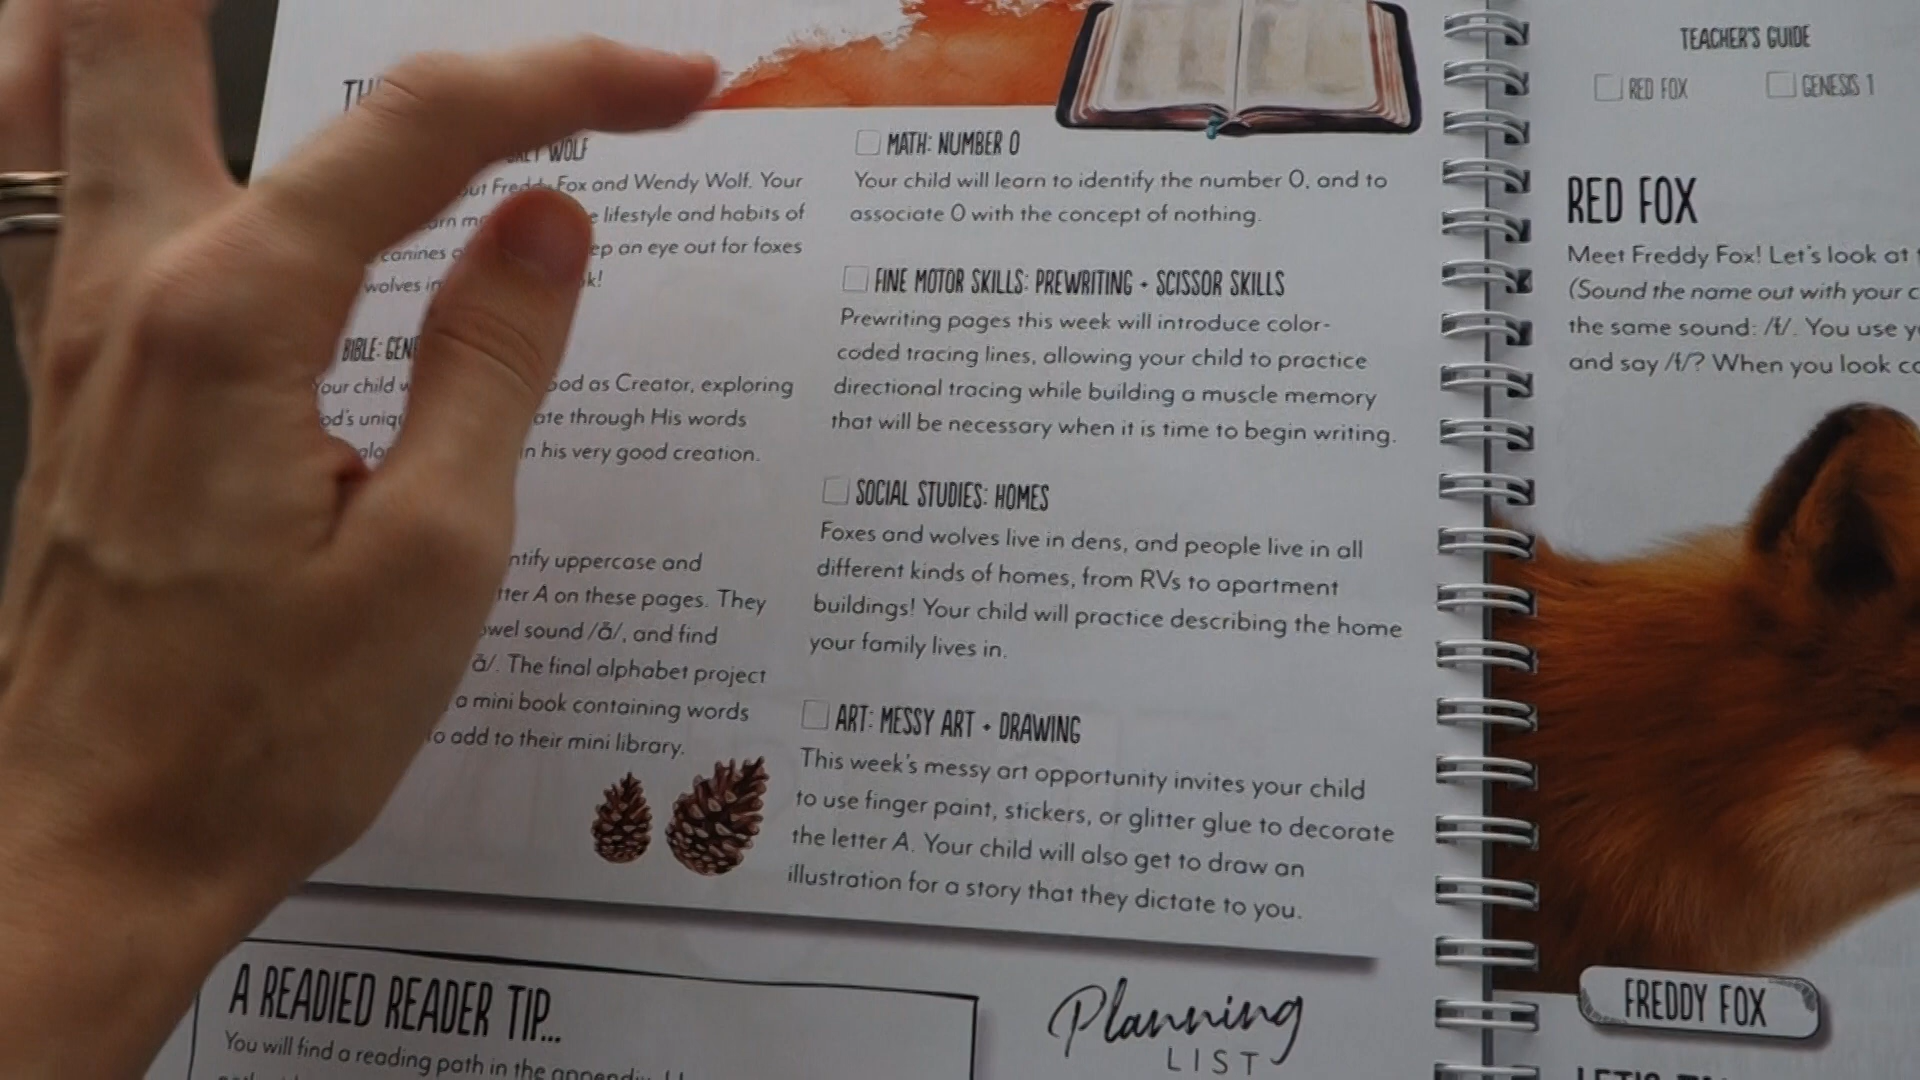 WOLF
Fox and Wendy Wolf. Your
lifestyle and habits of
canines
an eye out for foxes
wolves in
BIBLE:
Your child
as Creator, exploring
through His words
in his very good creation.
uppercase and
A on these pages. They
sound /ă/, and find
/. The final alphabet project
a mini book containing words
to add to their mini library.
MATH: NUMBER 0
Your child will learn to identify the number 0, and to
associate 0 with the concept of nothing.
FINE MOTOR SKILLS: PREWRITING + SCISSOR SKILLS
Prewriting pages this week will introduce color-
coded tracing lines, allowing your child to practice
directional tracing while building a muscle memory
that will be necessary when it is time to begin writing.
SOCIAL STUDIES: HOMES
Foxes and wolves live in dens, and people live in all
different kinds of homes, from RVs to apartment
buildings! Your child will practice describing the home
your family lives in.
ART: MESSY ART + DRAWING
This week's messy art opportunity invites your child
to use finger paint, stickers, or glitter glue to decorate
the letter A. Your child will also get to draw an
illustration for a story that they dictate to you.
A READIED READER TIP...
You will find a reading path in the
Planning
LIST
TEACHER'S GUIDE
RED FOX
GENESIS 1
RED FOX
Meet Freddy Fox! Let's look at
(Sound the name out with your
the same sound: /f/. You use
and say /f/? When you look
FREDDY FOX